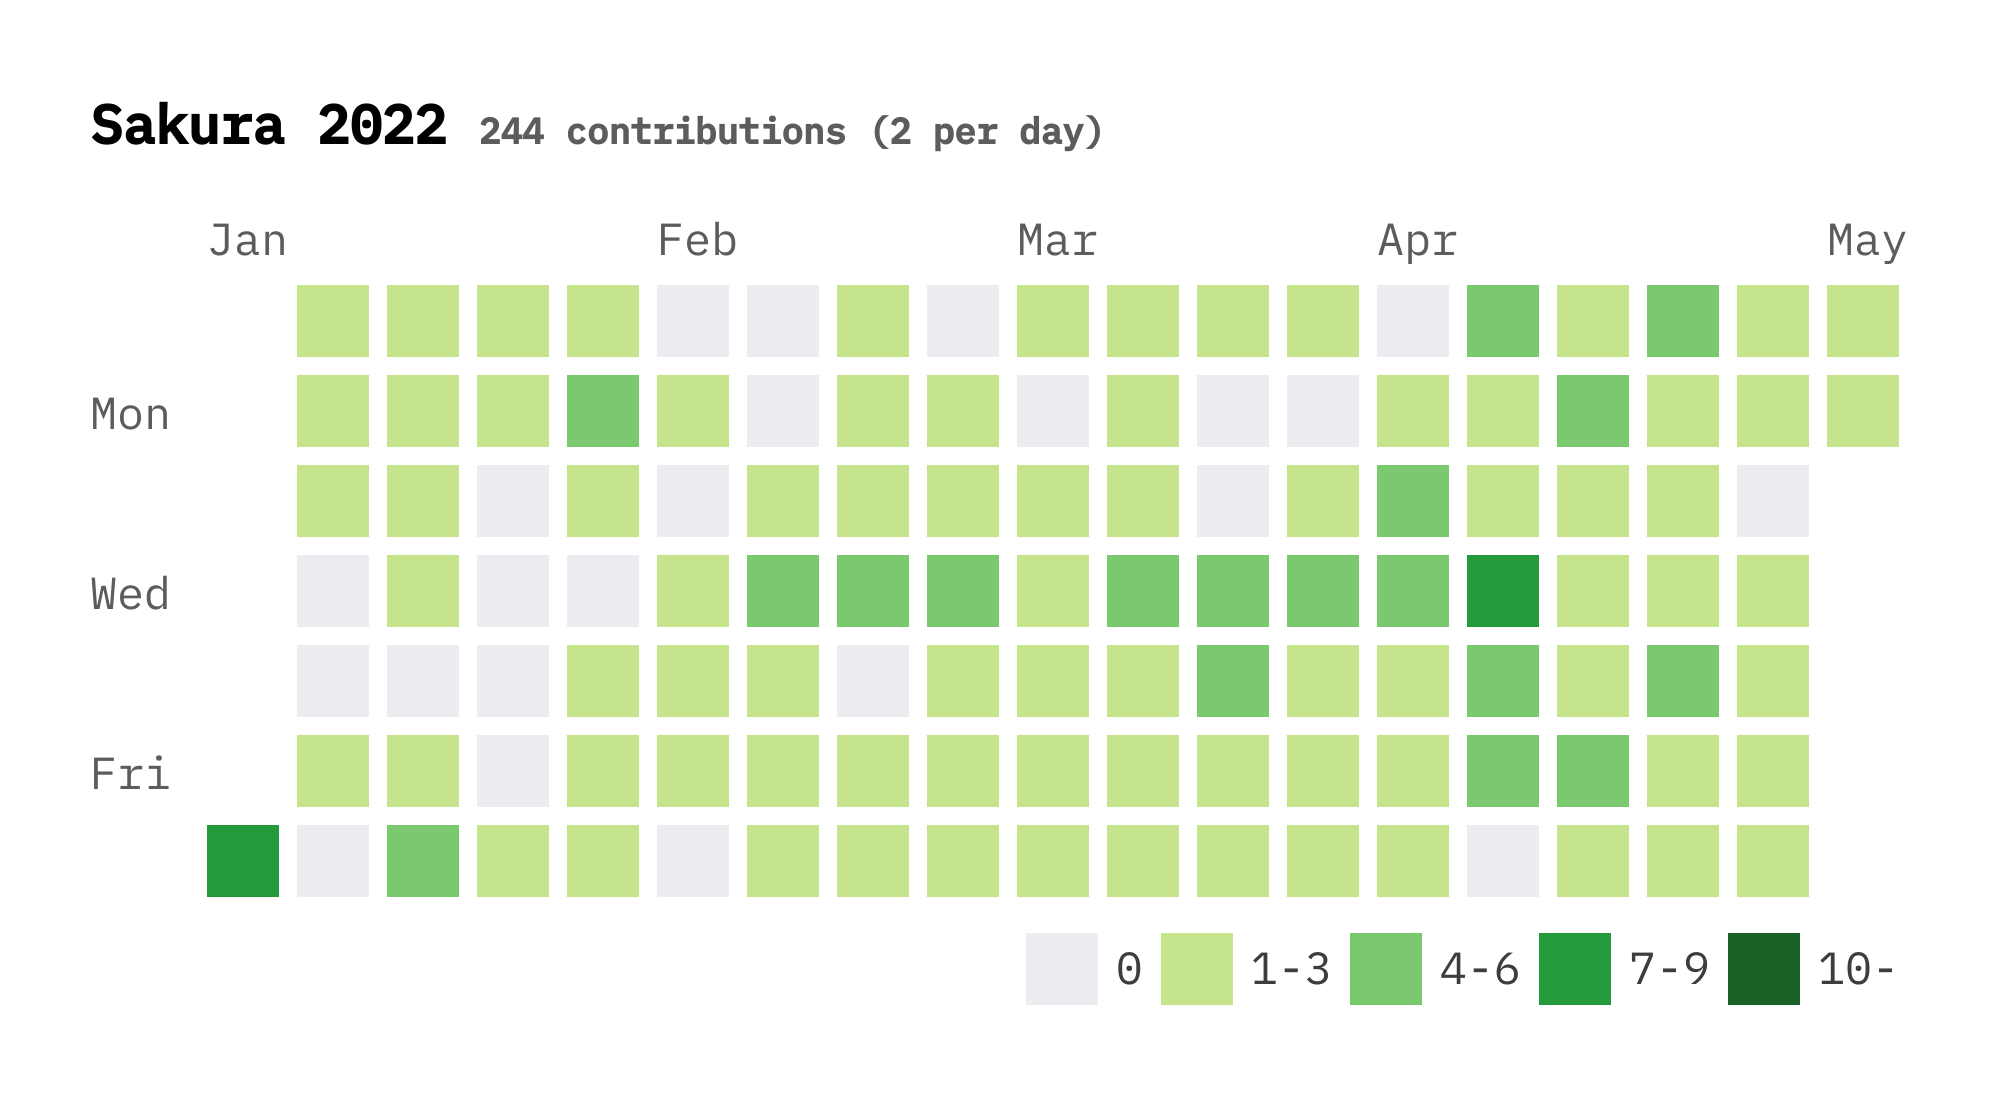 Sakura 2022 244 contributions (2 per day)
Jan Feb Mar Apr May
Mon
Wed
Fri
0 1-3 4-6 7-9 10-